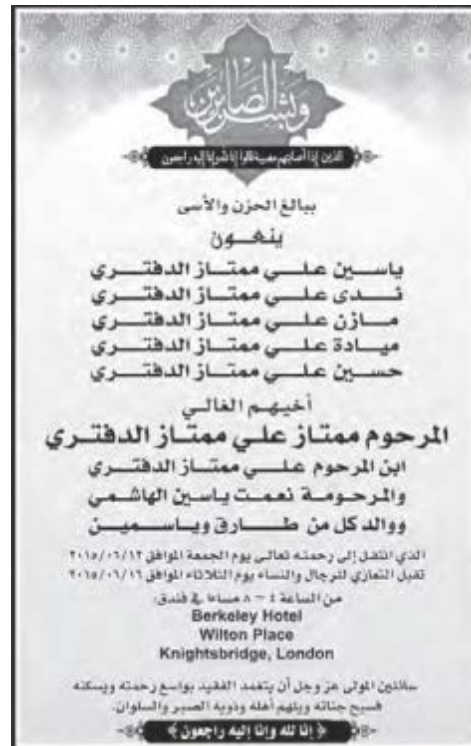 وبشر الصابرين
الذين إذا أصابتهم مصيبة قالوا إنا لله وإنا إليه راجعون
ببالغ الحزن والأسى
ينعون
ياسين علي ممتاز الدفتري
ندى علي ممتاز الدفتري
مازن علي ممتاز الدفتري
ميادة علي ممتاز الدفتري
حسين علي ممتاز الدفتري
أخيهم الغالي
المرحوم ممتاز علي ممتاز الدفتري
ابن المرحوم علي ممتاز الدفتري
والمرحومة نعمت ياسين الهاشمي
ووالد كل من طارق وياسمين
الذي انتقل إلى رحمته تعالى يوم الجمعة الموافق ٢٠١٥/٠٦/١٢
تقبل التعازي للرجال والنساء يوم الثلاثاء الموافق ٢٠١٥/٠٦/١٦
من الساعة ٤ - ٨ مساءا في فندق:
Berkeley Hotel
Wilton Place
Knightsbridge, London
سائلين المولى عز وجل أن يتغمد الفقيد بواسع رحمته ويسكنه
فسيح جناته ويلهم أهله وذويه الصبر والسلوان.
﴿ إنا لله وإنا إليه راجعون ﴾